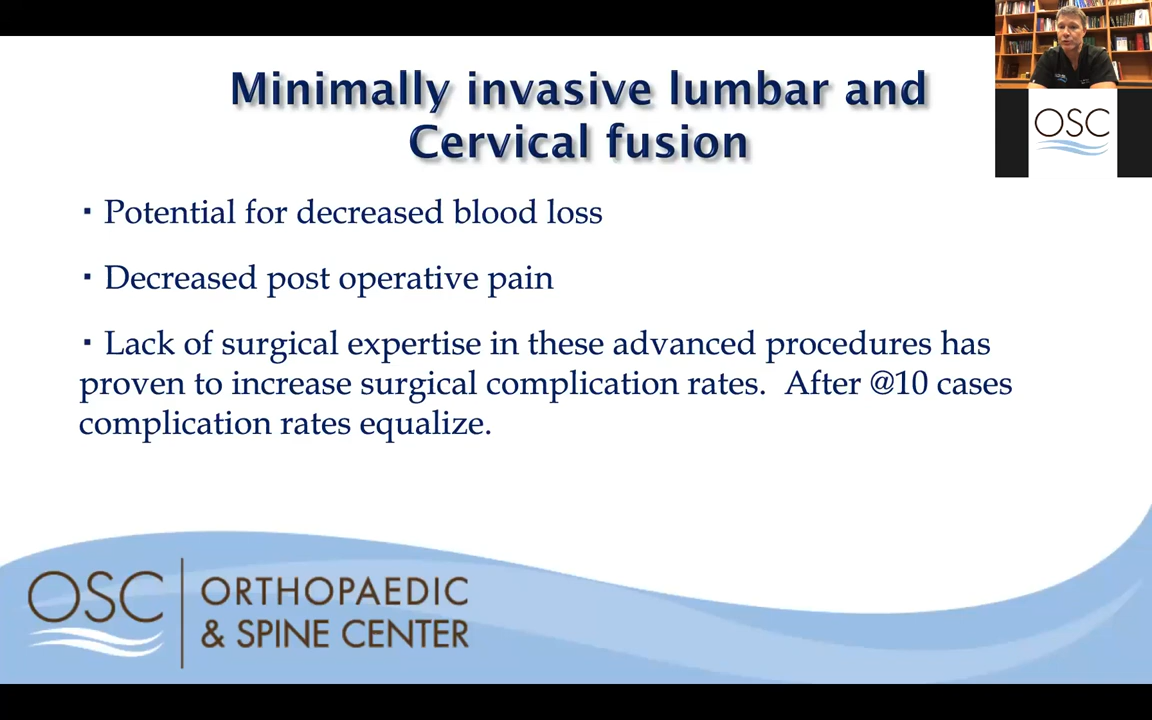 Minimally invasive lumbar and
Cervical fusion
OSC
▪ Potential for decreased blood loss
▪ Decreased post operative pain
▪ Lack of surgical expertise in these advanced procedures has
proven to increase surgical complication rates.  After @10 cases
complication rates equalize.
OSC
ORTHOPAEDIC
& SPINE CENTER